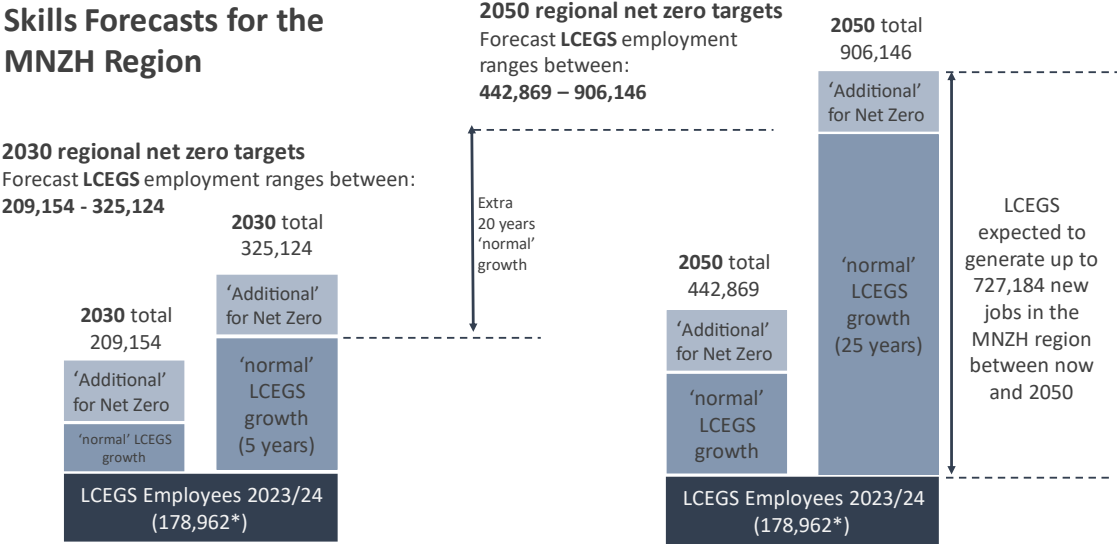 Skills Forecasts for the
MNZH Region
2030 regional net zero targets
Forecast LCEGS employment ranges between:
209,154 - 325,124
2030 total
209,154
'Additional'
for Net Zero
'normal' LCEGS
growth
2030 total
325,124
'Additional'
for Net Zero
'normal'
LCEGS
growth
(5 years)
LCEGS Employees 2023/24
(178,962*)
2050 regional net zero targets
Forecast LCEGS employment
ranges between:
442,869 – 906,146
Extra
20 years
'normal'
growth
2050 total
442,869
'Additional'
for Net Zero
'normal'
LCEGS
growth
2050 total
906,146
'Additional'
for Net Zero
'normal'
LCEGS
growth
(25 years)
LCEGS Employees 2023/24
(178,962*)
LCEGS
expected to
generate up to
727,184 new
jobs in the
MNZH region
between now
and 2050